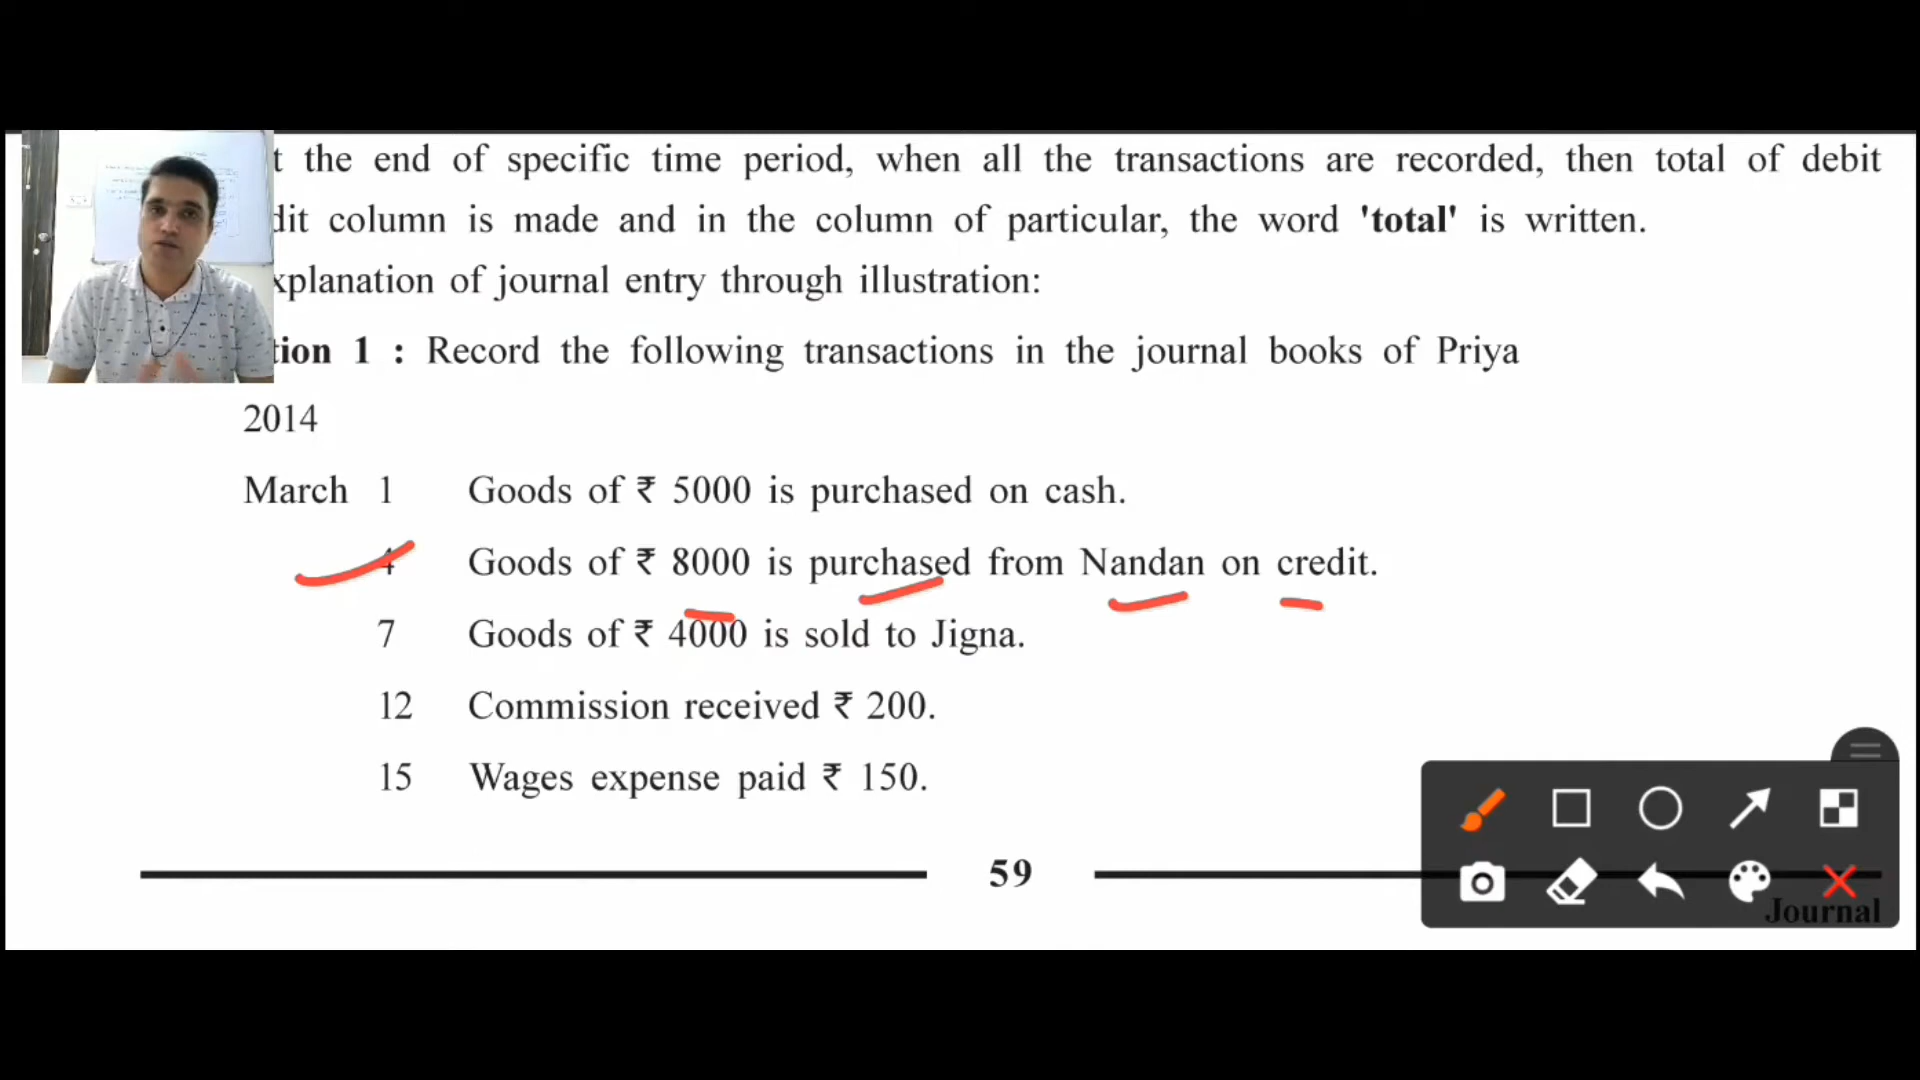 t the end of specific time period, when all the transactions are recorded, then total of debit
dit column is made and in the column of particular, the word 'total' is written.
xplanation of journal entry through illustration:
tion 1 : Record the following transactions in the journal books of Priya
2014
March 1 Goods of ₹ 5000 is purchased on cash.
4 Goods of ₹ 8000 is purchased from Nandan on credit.
7 Goods of ₹ 4000 is sold to Jigna.
12 Commission received ₹ 200.
15 Wages expense paid ₹ 150.
59
Journal